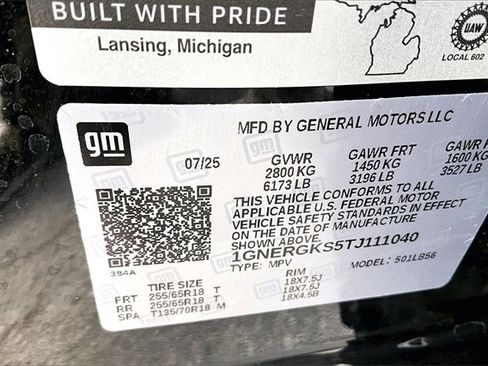 BUILT WITH PRIDE
Lansing, Michigan
UAW
LOCAL 602
gm
MFD BY GENERAL MOTORS LLC
07/25 GVWR GAWR FRT GAWR
2800 KG 1450 KG 1600 KG
6173 LB 3196 LB 3527 LB
THIS VEHICLE CONFORMS TO ALL
APPLICABLE U.S. FEDERAL MOTOR
VEHICLE SAFETY STANDARDS IN EFFECT
ON THE DATE OF MANUFACTURE
SHOWN ABOVE.
1GNERGKS5TJ111040
TYPE: MPV MODEL: 501LB56
384A
TIRE SIZE RIM
FRT 255/65R18 T 18X7.5J
RR 255/65R18 T 18X7.5J
SPA T135/70R18 M 18X4.5B